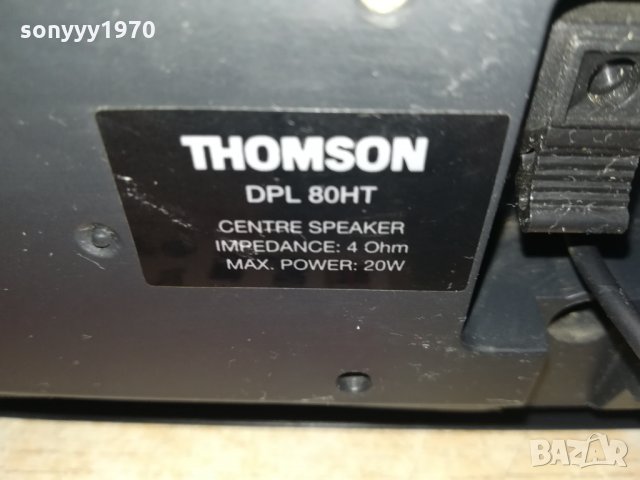 sonyyy1970
THOMSON
DPL 80HT
CENTRE SPEAKER
IMPEDANCE: 4 Ohm
MAX. POWER: 20W
BAZAR